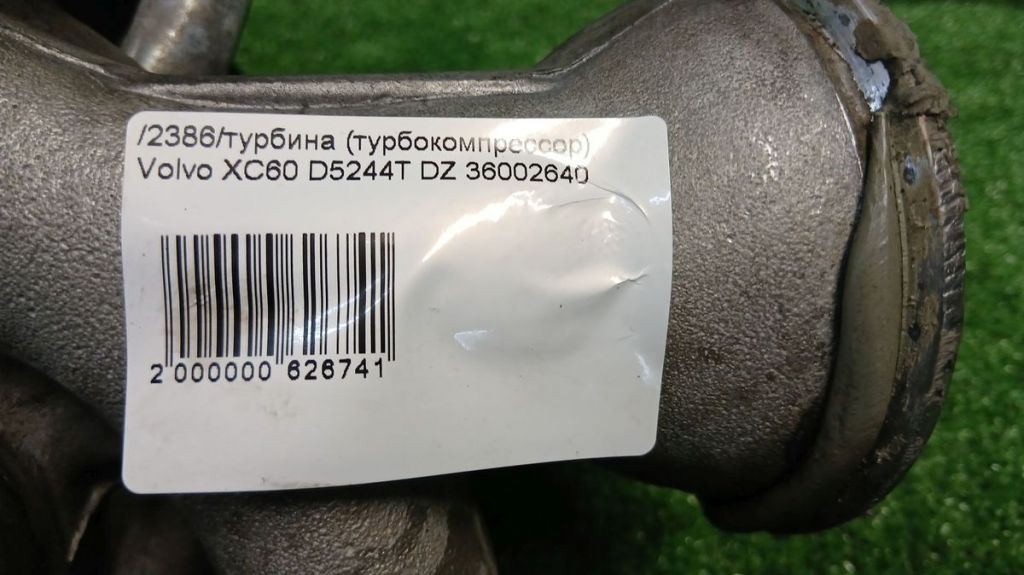 /2386/турбина (турбокомпрессор)
Volvo XC60 D5244T DZ 36002640
2 000000 626741